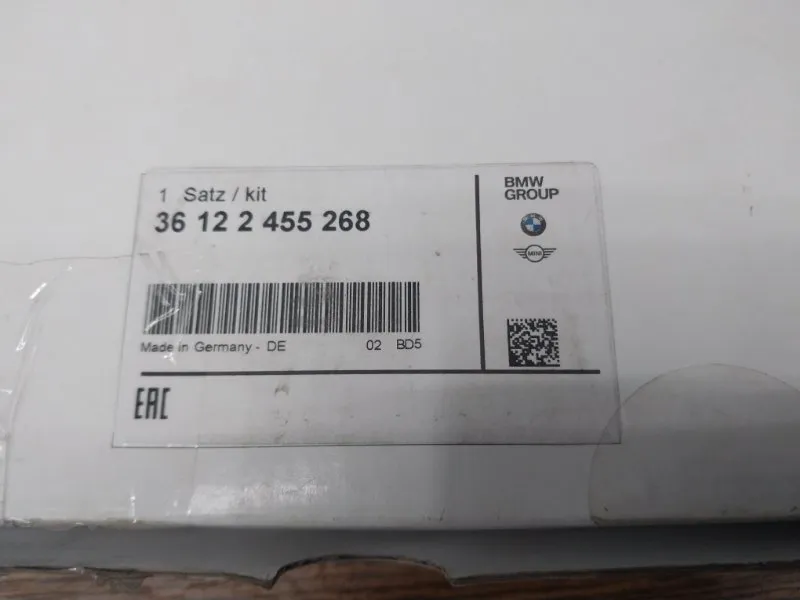 1 Satz / kit
36 12 2 455 268
Made in Germany - DE 02 BD5
EAC
BMW
GROUP
MINI